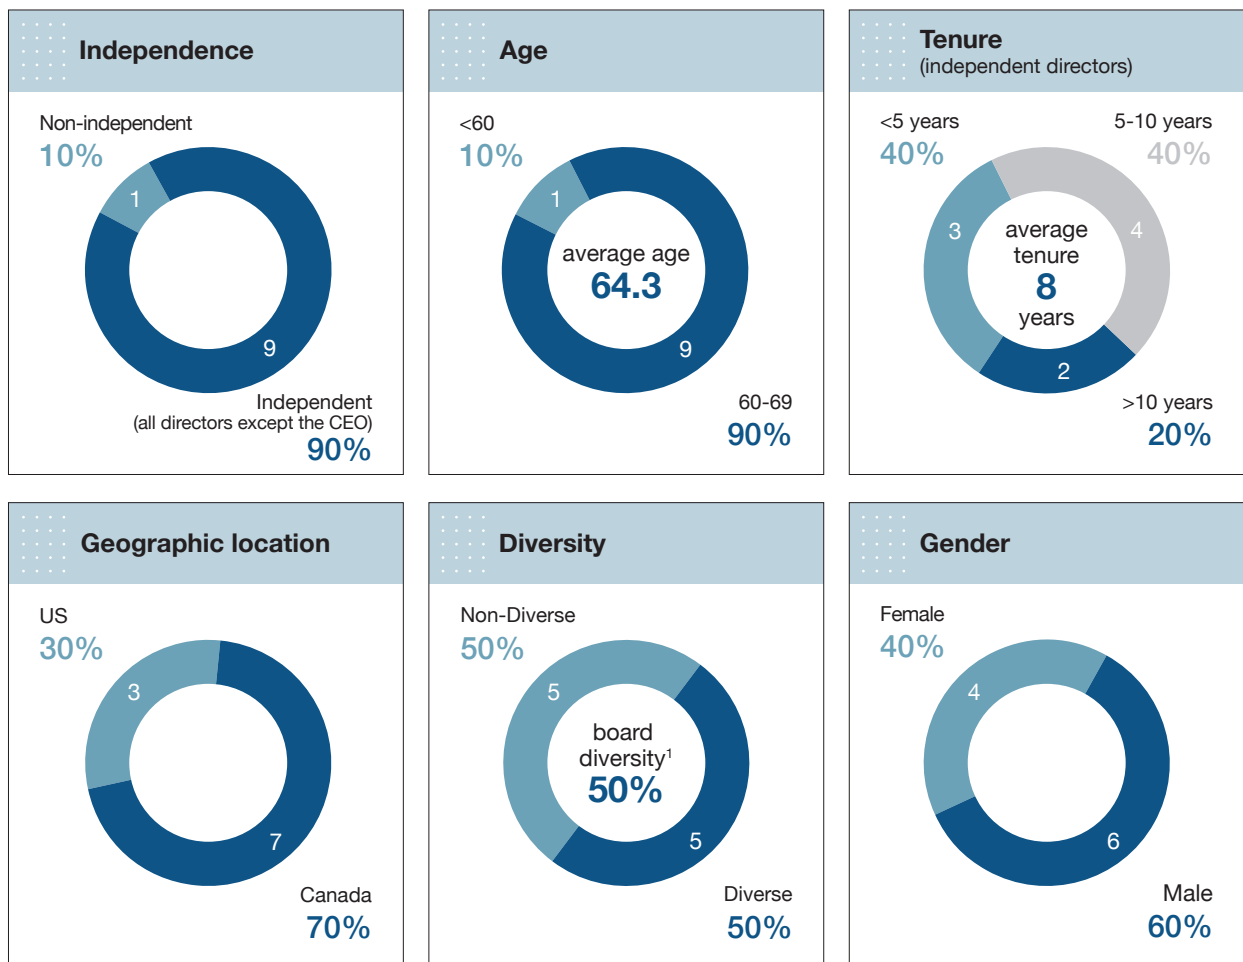 Independence
Non-independent
10%
1
9
Independent
(all directors except the CEO)
90%
Age
<60
10%
1
average age
64.3
9
60-69
90%
Tenure
(independent directors)
<5 years
40%
5-10 years
40%
3
4
average
tenure
8
years
2
>10 years
20%
Geographic location
US
30%
3
7
Canada
70%
Diversity
Non-Diverse
50%
5
board
diversity¹
50%
5
Diverse
50%
Gender
Female
40%
4
6
Male
60%